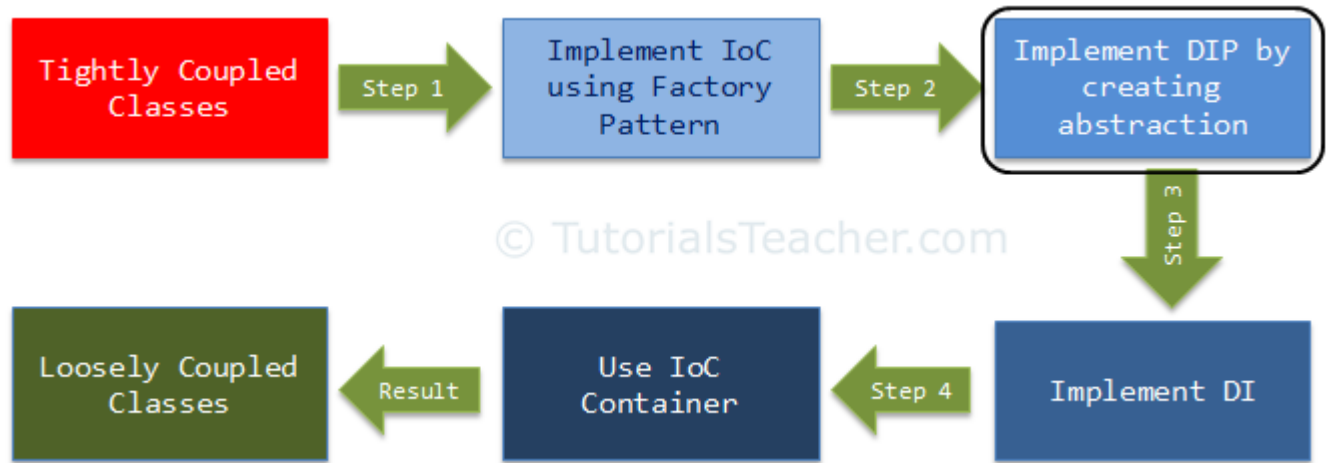 Tightly Coupled
Classes
Step 1
Implement IoC
using Factory
Pattern
Step 2
Implement DIP by
creating
abstraction
Step 3
© TutorialsTeacher.com
Loosely Coupled
Classes
Result
Use IoC
Container
Step 4
Implement DI